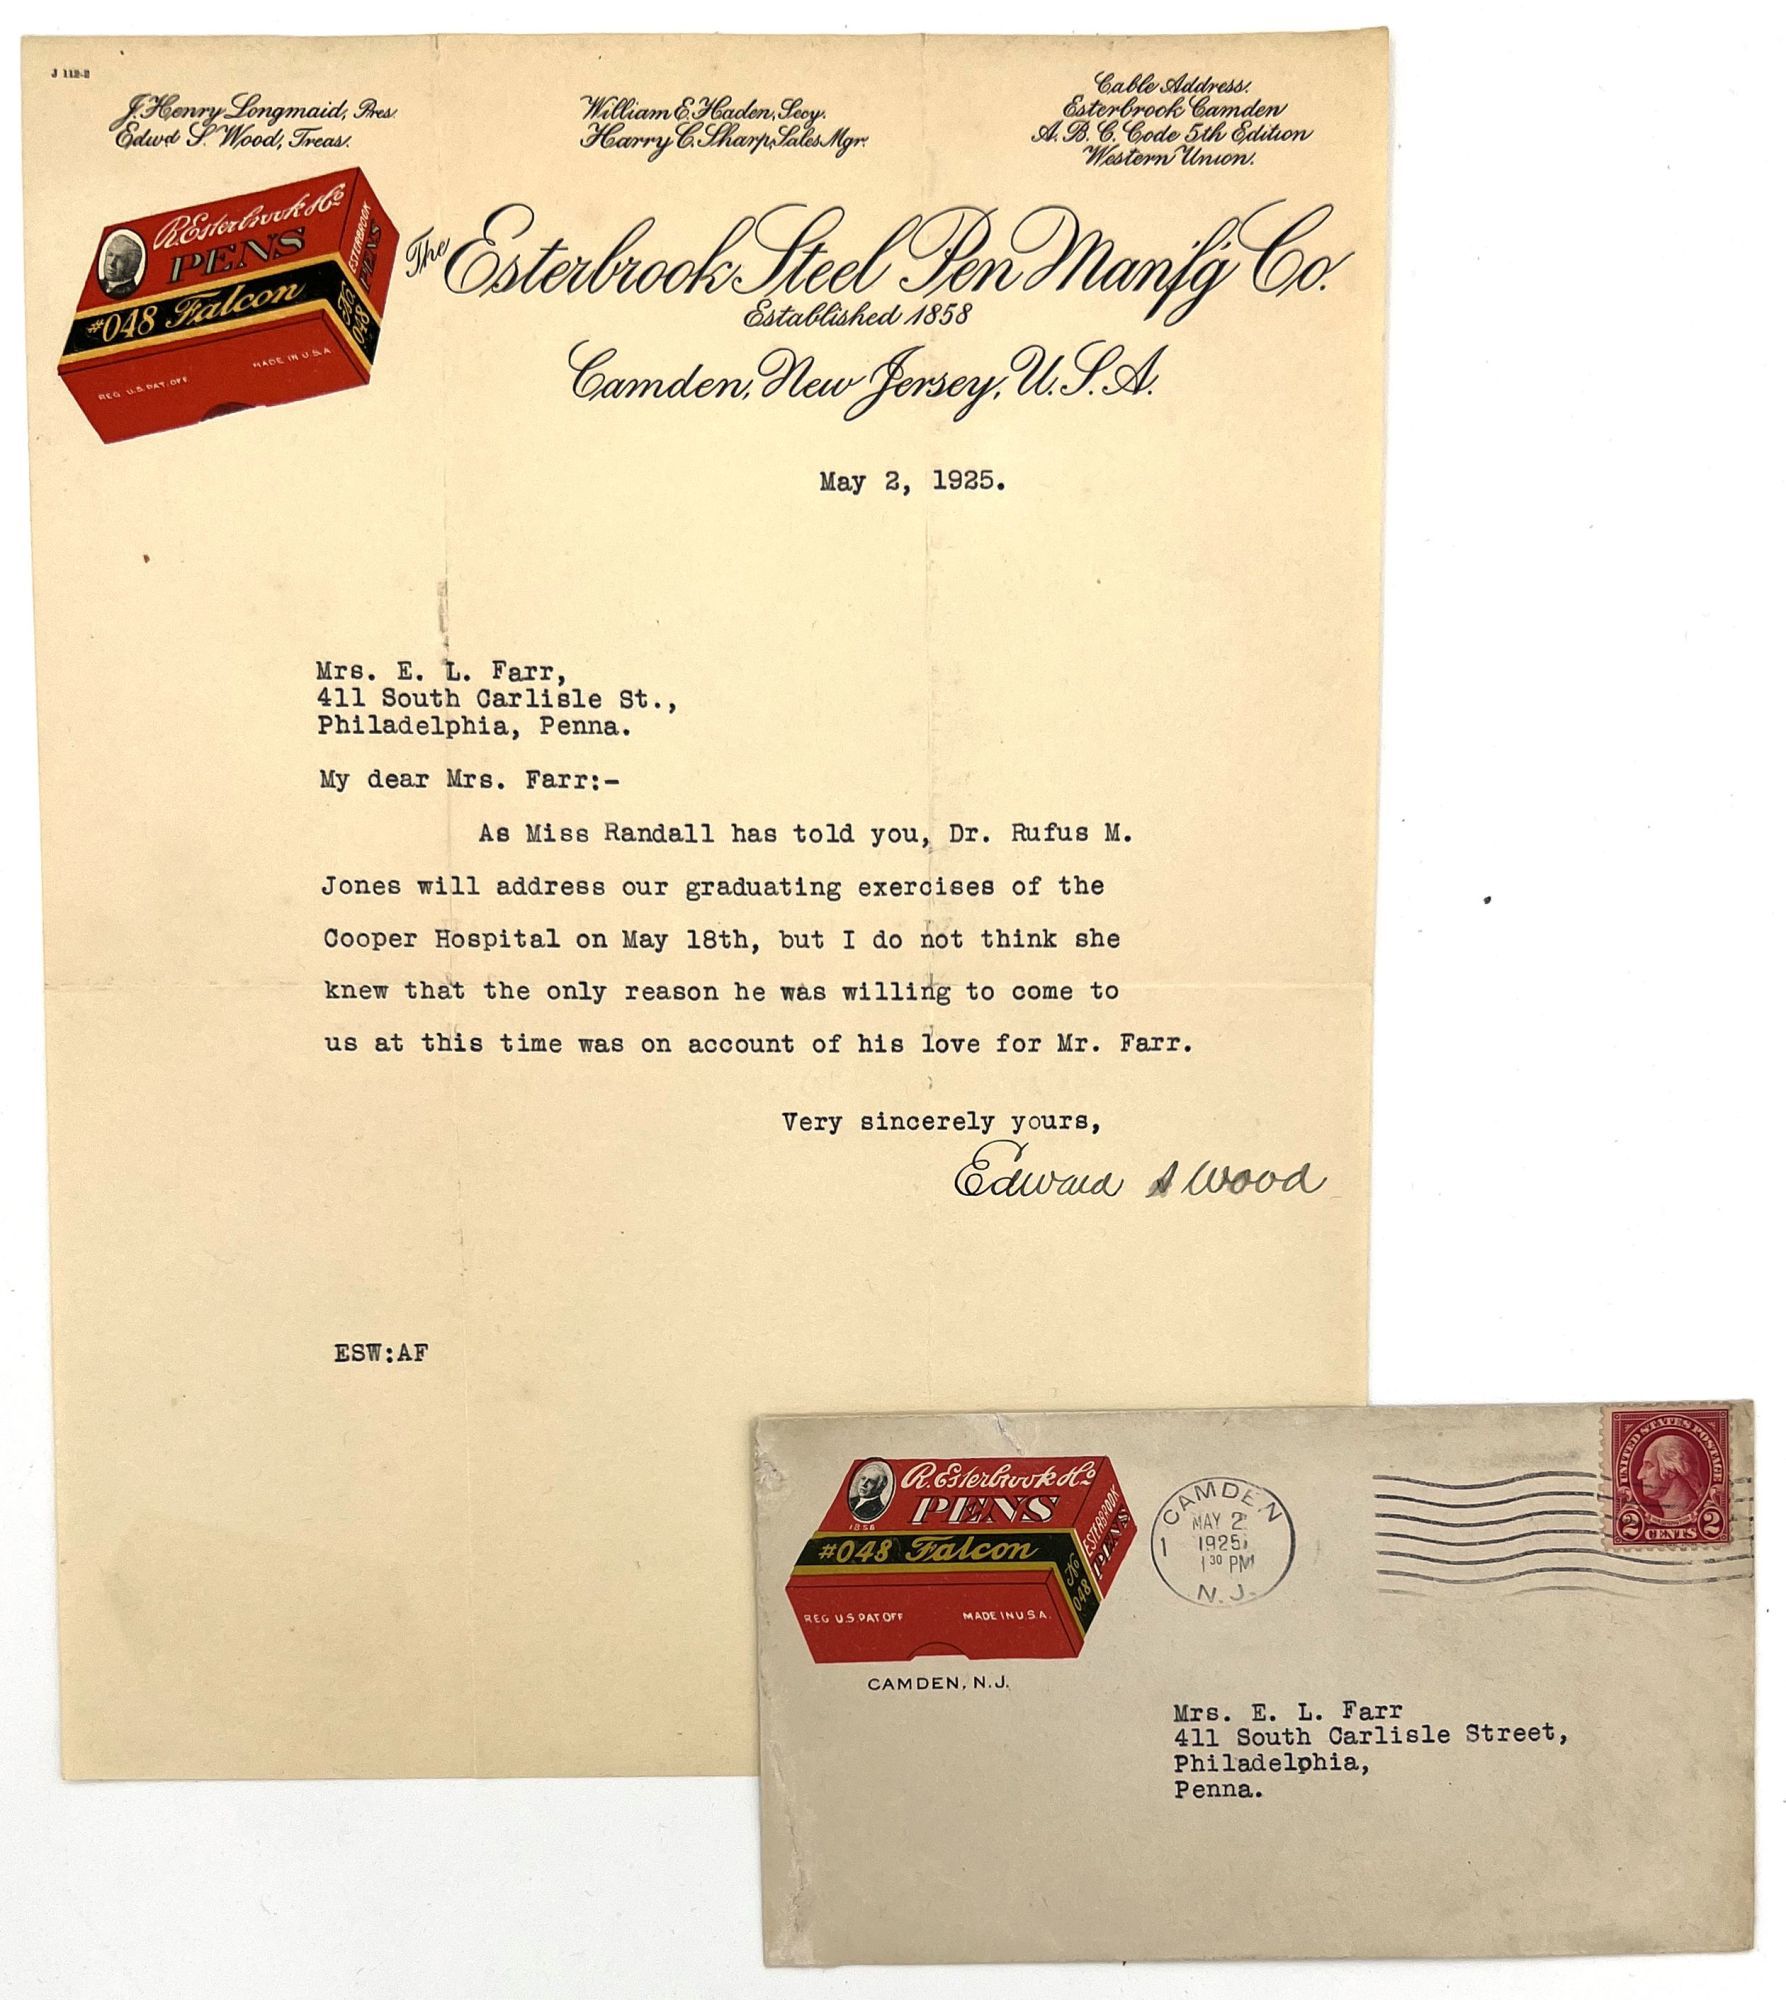 J 112-2
J. Henry Longmaid, Pres.
Edwd S. Wood, Treas.
William E. Haden, Secy.
Harry C. Sharp, Sales Mgr.
Cable Address.
Esterbrook Camden
A. B. C. Code 5th Edition
Western Union.
R. Esterbrook & Co
PENS
#048 Falcon
REG. U.S. PAT. OFF
MADE IN U.S.A.
ESTERBROOK
PENS
No. 048
The Esterbrook Steel Pen Manf'g Co.
Established 1858
Camden, New Jersey, U.S.A.
May 2, 1925.
Mrs. E. L. Farr,
411 South Carlisle St.,
Philadelphia, Penna.
My dear Mrs. Farr:-
As Miss Randall has told you, Dr. Rufus M.
Jones will address our graduating exercises of the
Cooper Hospital on May 18th, but I do not think she
knew that the only reason he was willing to come to
us at this time was on account of his love for Mr. Farr.
Very sincerely yours,
Edward S Wood
ESW:AF
R. Esterbrook & Co
PENS
1858
#048 Falcon
REG U.S PAT OFF
MADE IN U.S.A.
ESTERBROOK
PENS
No 048
CAMDEN, N.J.
CAMDEN
1
MAY 2
1925
1 30 PM
N.J.
UNITED STATES POSTAGE
2 CENTS 2
Mrs. E. L. Farr
411 South Carlisle Street,
Philadelphia,
Penna.